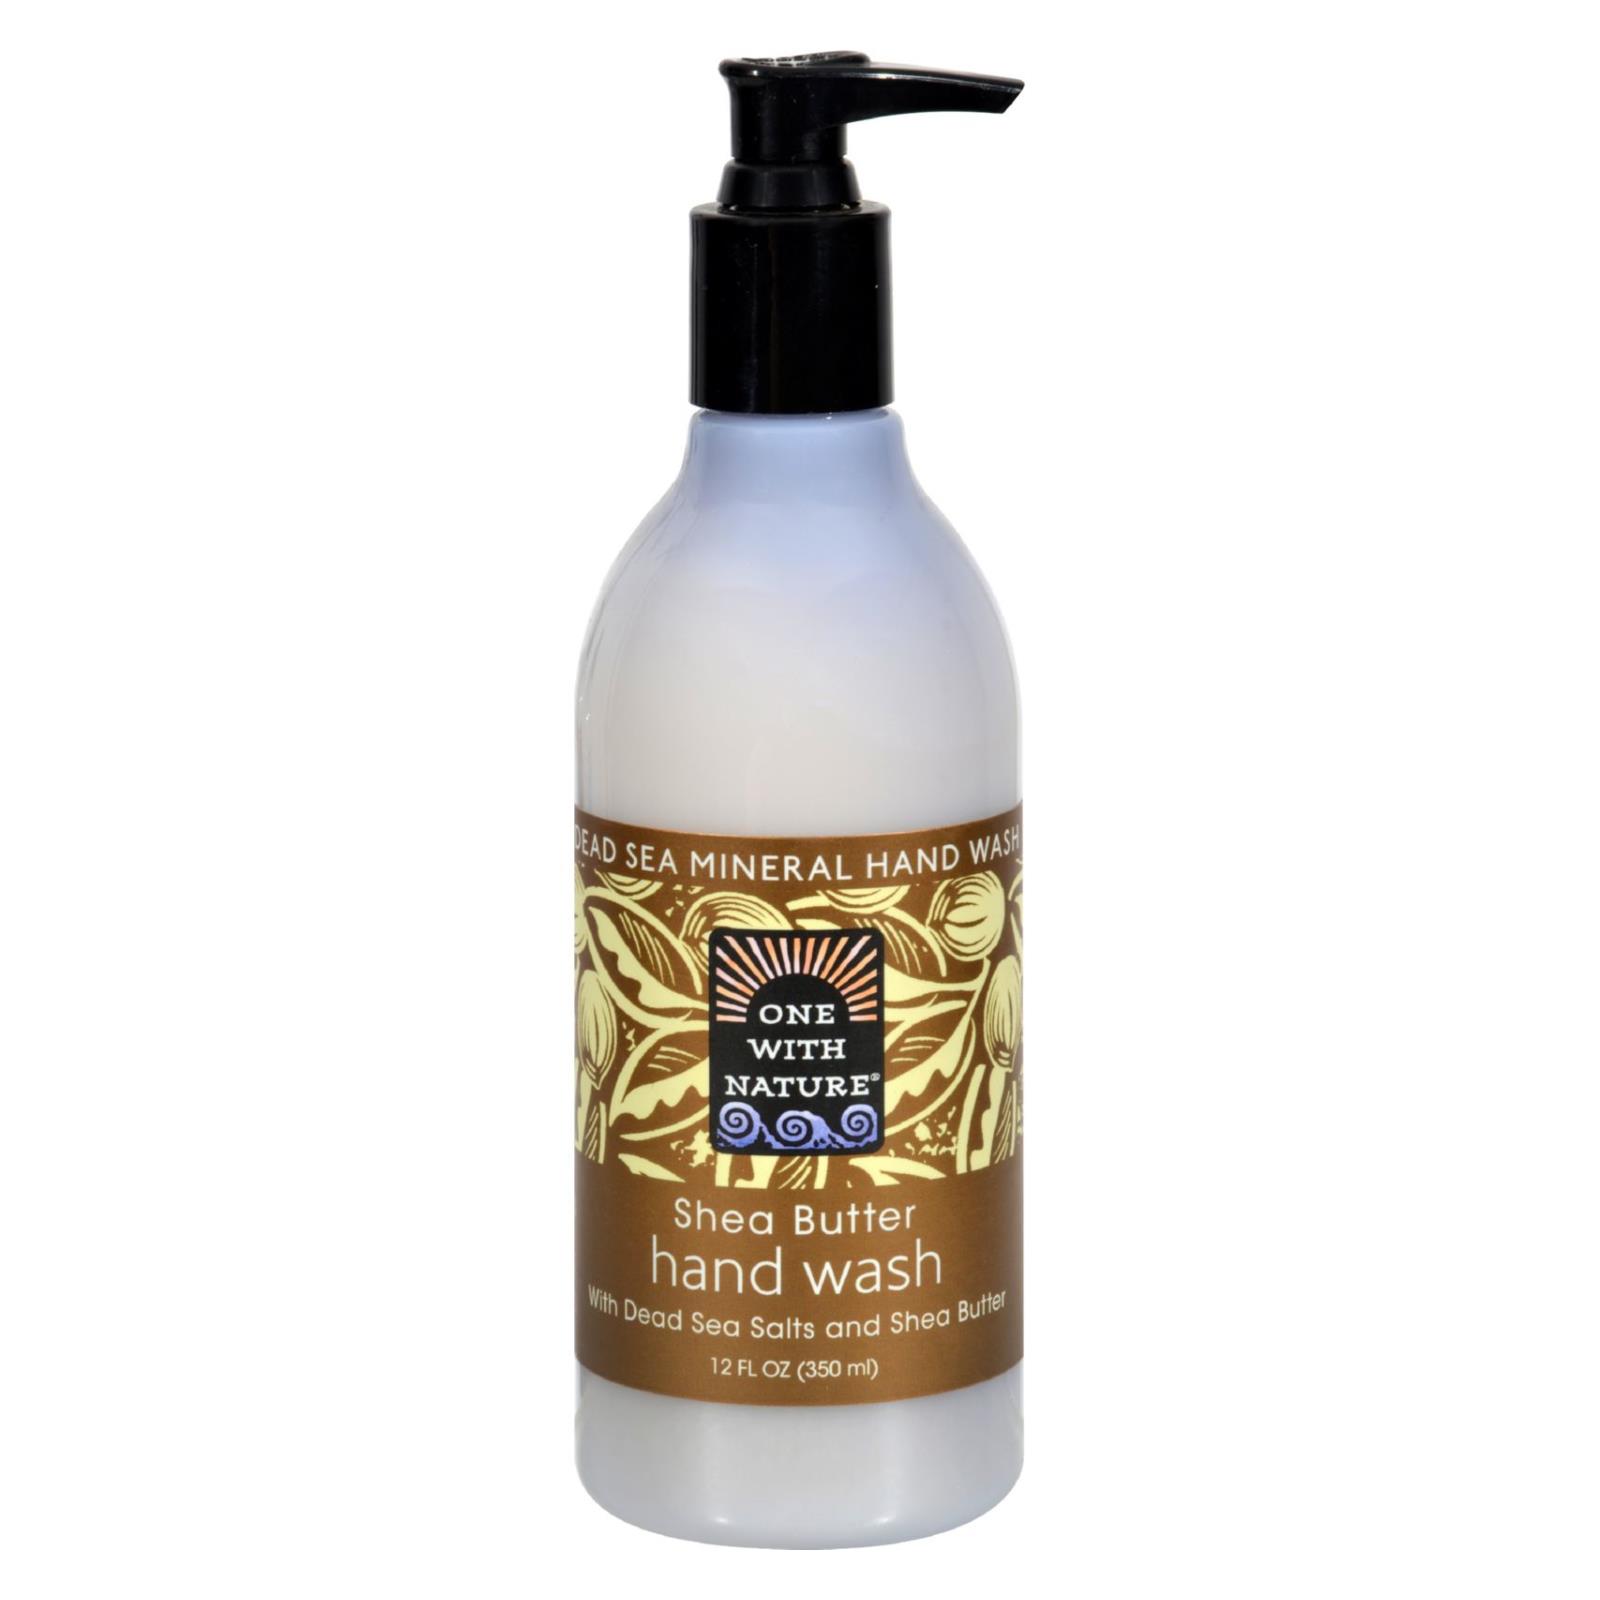 DEAD SEA MINERAL HAND WASH
ONE
WITH
NATURE®
Shea Butter
hand wash
With Dead Sea Salts and Shea Butter
12 FL OZ (350 ml)